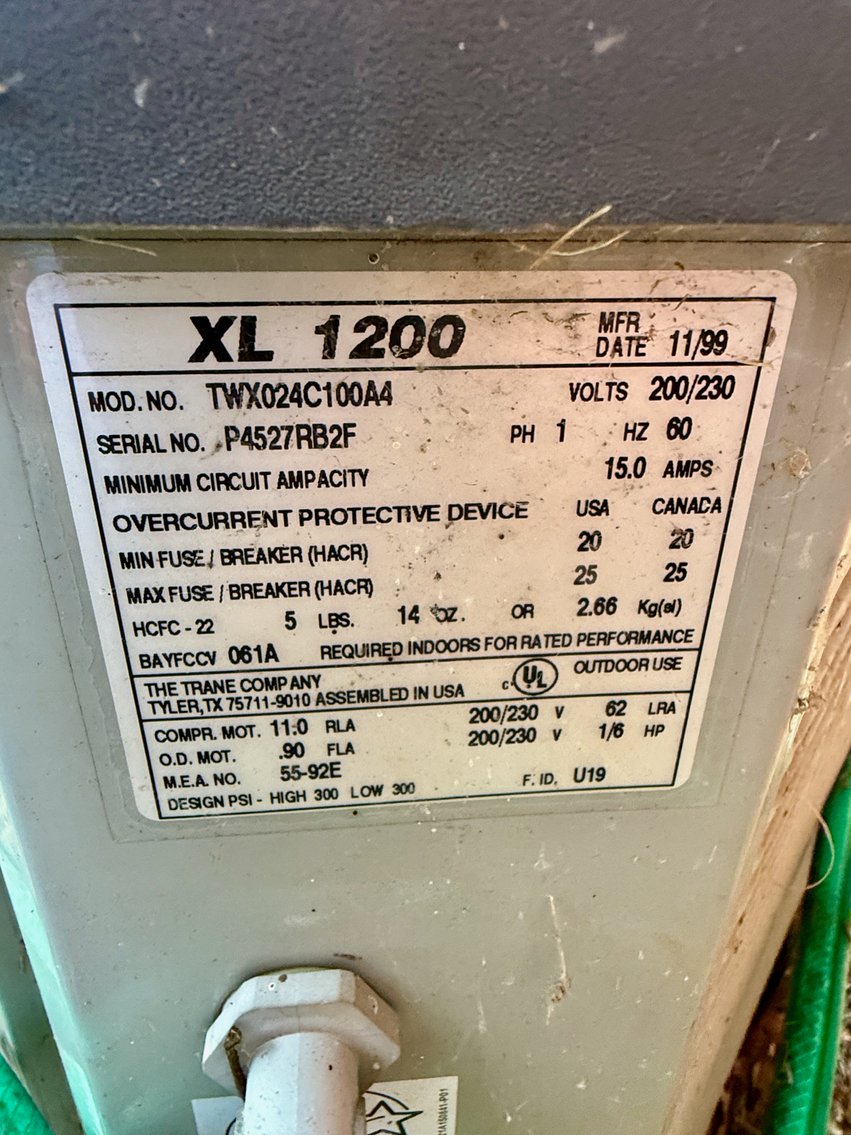 XL 1200 MFR DATE 11/99
MOD. NO. TWX024C100A4 VOLTS 200/230
SERIAL NO. P4527RB2F PH 1 HZ 60
MINIMUM CIRCUIT AMPACITY 15.0 AMPS
OVERCURRENT PROTECTIVE DEVICE USA CANADA
MIN FUSE / BREAKER (HACR) 20 20
MAX FUSE / BREAKER (HACR) 25 25
HCFC - 22 5 LBS. 14 OZ. OR 2.66 Kg(si)
BAYFCCV 061A REQUIRED INDOORS FOR RATED PERFORMANCE
THE TRANE COMPANY C UL OUTDOOR USE
TYLER, TX 75711-9010 ASSEMBLED IN USA
COMPR. MOT. 11.0 RLA 200/230 V 62 LRA
O.D. MOT. .90 FLA 200/230 V 1/6 HP
M.E.A. NO. 55-92E F. ID. U19
DESIGN PSI - HIGH 300 LOW 300